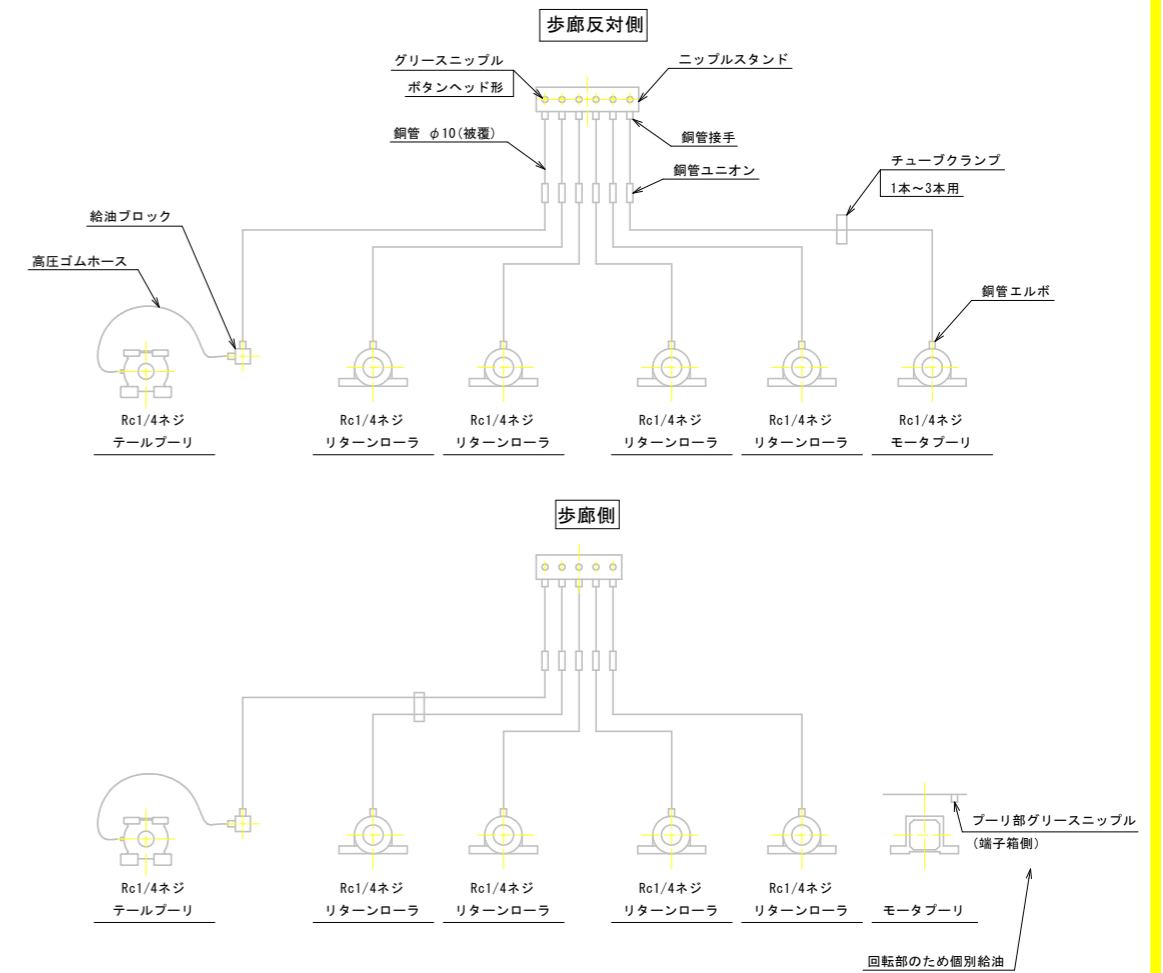 歩廊反対側
グリースニップル
ボタンヘッド形
ニップルスタンド
銅管 φ10(被覆)
銅管接手
銅管ユニオン
チューブクランプ
1本～3本用
給油ブロック
高圧ゴムホース
銅管エルボ
Rc1/4ネジ
テールプーリ
Rc1/4ネジ
リターンローラ
Rc1/4ネジ
リターンローラ
Rc1/4ネジ
リターンローラ
Rc1/4ネジ
リターンローラ
Rc1/4ネジ
モータプーリ
歩廊側
プーリ部グリースニップル
(端子箱側)
Rc1/4ネジ
テールプーリ
Rc1/4ネジ
リターンローラ
Rc1/4ネジ
リターンローラ
Rc1/4ネジ
リターンローラ
Rc1/4ネジ
リターンローラ
モータプーリ
回転部のため個別給油